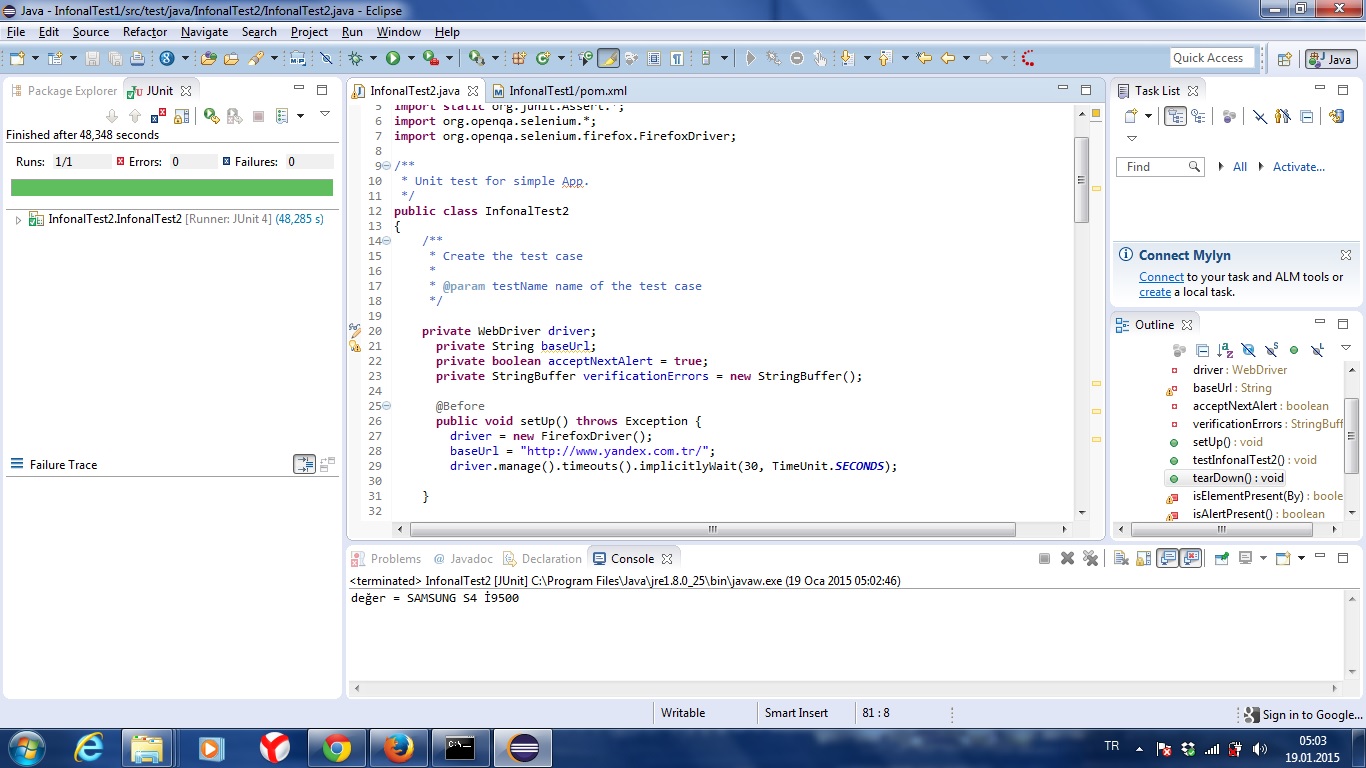 Java - InfonalTest1/src/test/java/InfonalTest2/InfonalTest2.java - Eclipse
File Edit Source Refactor Navigate Search Project Run Window Help
Quick Access
Java
Package Explorer JUnit
Finished after 48,348 seconds
Runs: 1/1 Errors: 0 Failures: 0
InfonalTest2.InfonalTest2 [Runner: JUnit 4] (48,285 s)
Failure Trace
InfonalTest2.java InfonalTest1/pom.xml
5 import static org.junit.Assert.*;
6 import org.openqa.selenium.*;
7 import org.openqa.selenium.firefox.FirefoxDriver;
8
9 /**
10 * Unit test for simple App.
11 */
12 public class InfonalTest2
13 {
14 /**
15 * Create the test case
16 *
17 * @param testName name of the test case
18 */
19
20 private WebDriver driver;
21 private String baseUrl;
22 private boolean acceptNextAlert = true;
23 private StringBuffer verificationErrors = new StringBuffer();
24
25 @Before
26 public void setUp() throws Exception {
27 driver = new FirefoxDriver();
28 baseUrl = "http://www.yandex.com.tr/";
29 driver.manage().timeouts().implicitlyWait(30, TimeUnit.SECONDS);
30
31 }
32
Task List
Find All Activate...
Connect Mylyn
Connect to your task and ALM tools or
create a local task.
Outline
driver : WebDriver
baseUrl : String
acceptNextAlert : boolean
verificationErrors : StringBuff
setUp() : void
testInfonalTest2() : void
tearDown() : void
isElementPresent(By) : boole
isAlertPresent() : boolean
Problems @ Javadoc Declaration Console
<terminated> InfonalTest2 [JUnit] C:\Program Files\Java\jre1.8.0_25\bin\javaw.exe (19 Oca 2015 05:02:46)
değer = SAMSUNG S4 İ9500
Writable Smart Insert 81 : 8
Sign in to Google...
TR
05:03
19.01.2015